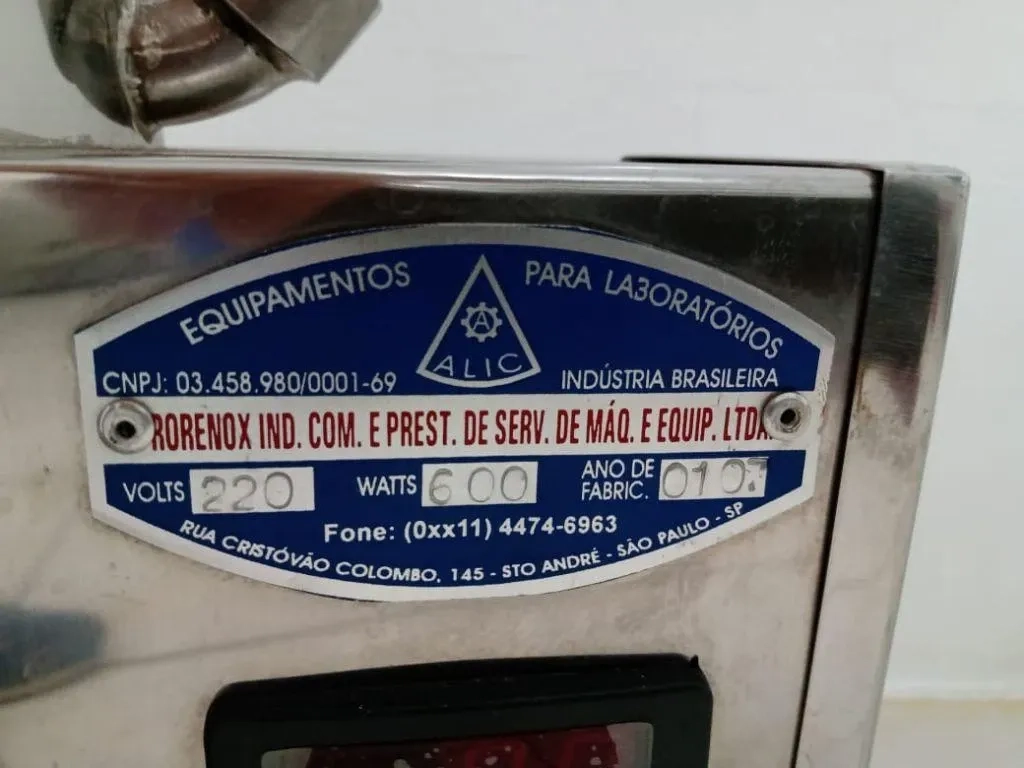 EQUIPAMENTOS PARA LA3ORATÓRIOS
A
ALIC
CNPJ: 03.458.980/0001-69 INDÚSTRIA BRASILEIRA
RORENOX IND. COM. E PREST. DE SERV. DE MÁQ. E EQUIP. LTDA.
VOLTS 220 WATTS 600 ANO DE FABRIC. 0107
Fone: (0xx11) 4474-6963
RUA CRISTÓVÃO COLOMBO, 145 - STO ANDRÉ - SÃO PAULO - SP